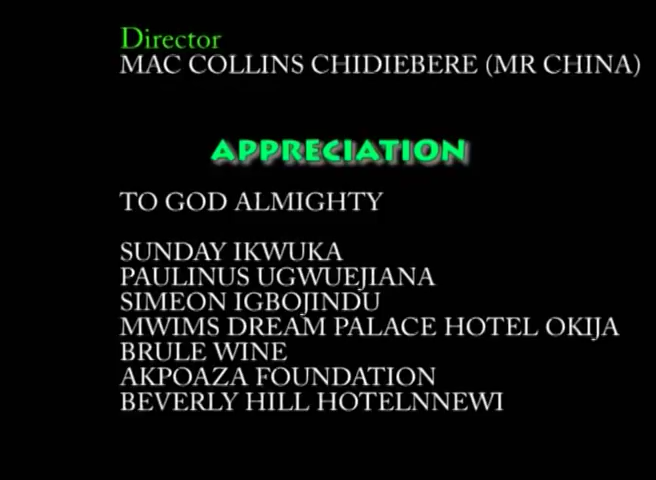 Director
MAC COLLINS CHIDIEBERE (MR CHINA)
APPRECIATION
TO GOD ALMIGHTY
SUNDAY IKWUKA
PAULINUS UGWUEJIANA
SIMEON IGBOJINDU
MWIMS DREAM PALACE HOTEL OKIJA
BRULE WINE
AKPOAZA FOUNDATION
BEVERLY HILL HOTELNNEWI